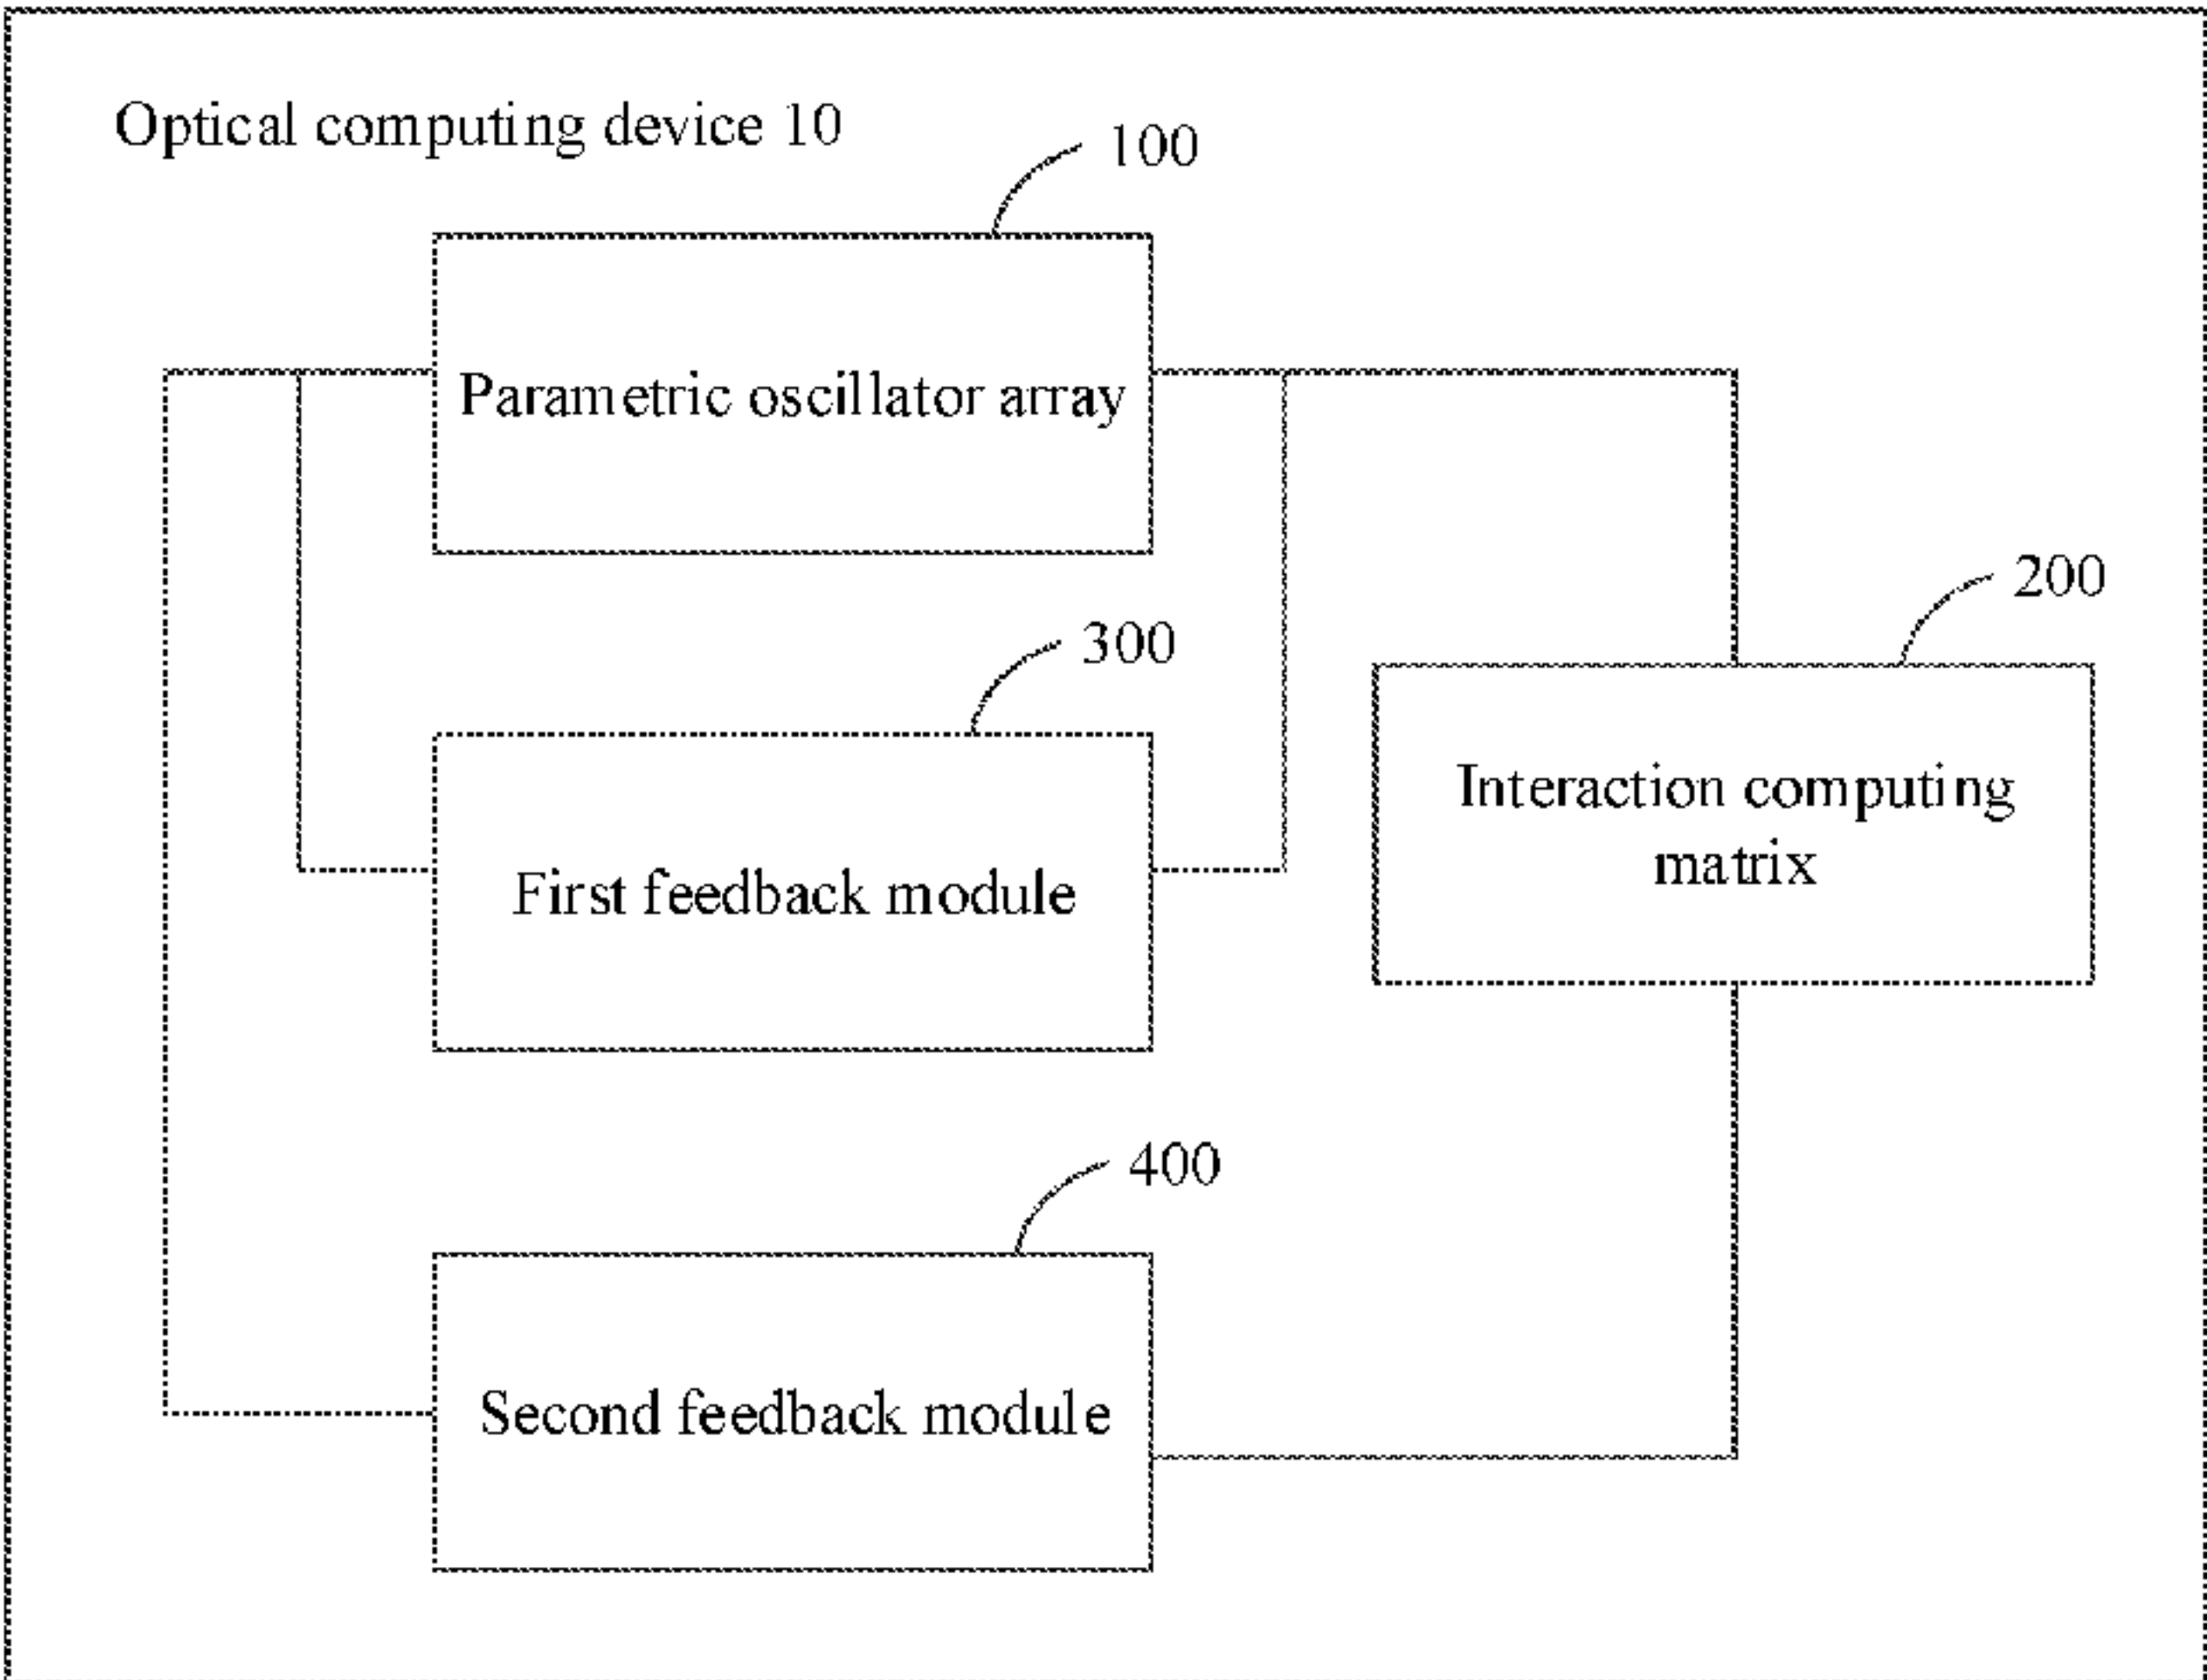 Optical computing device 10
100
Parametric oscillator array
200
300
Interaction computing
matrix
First feedback module
400
Second feedback module